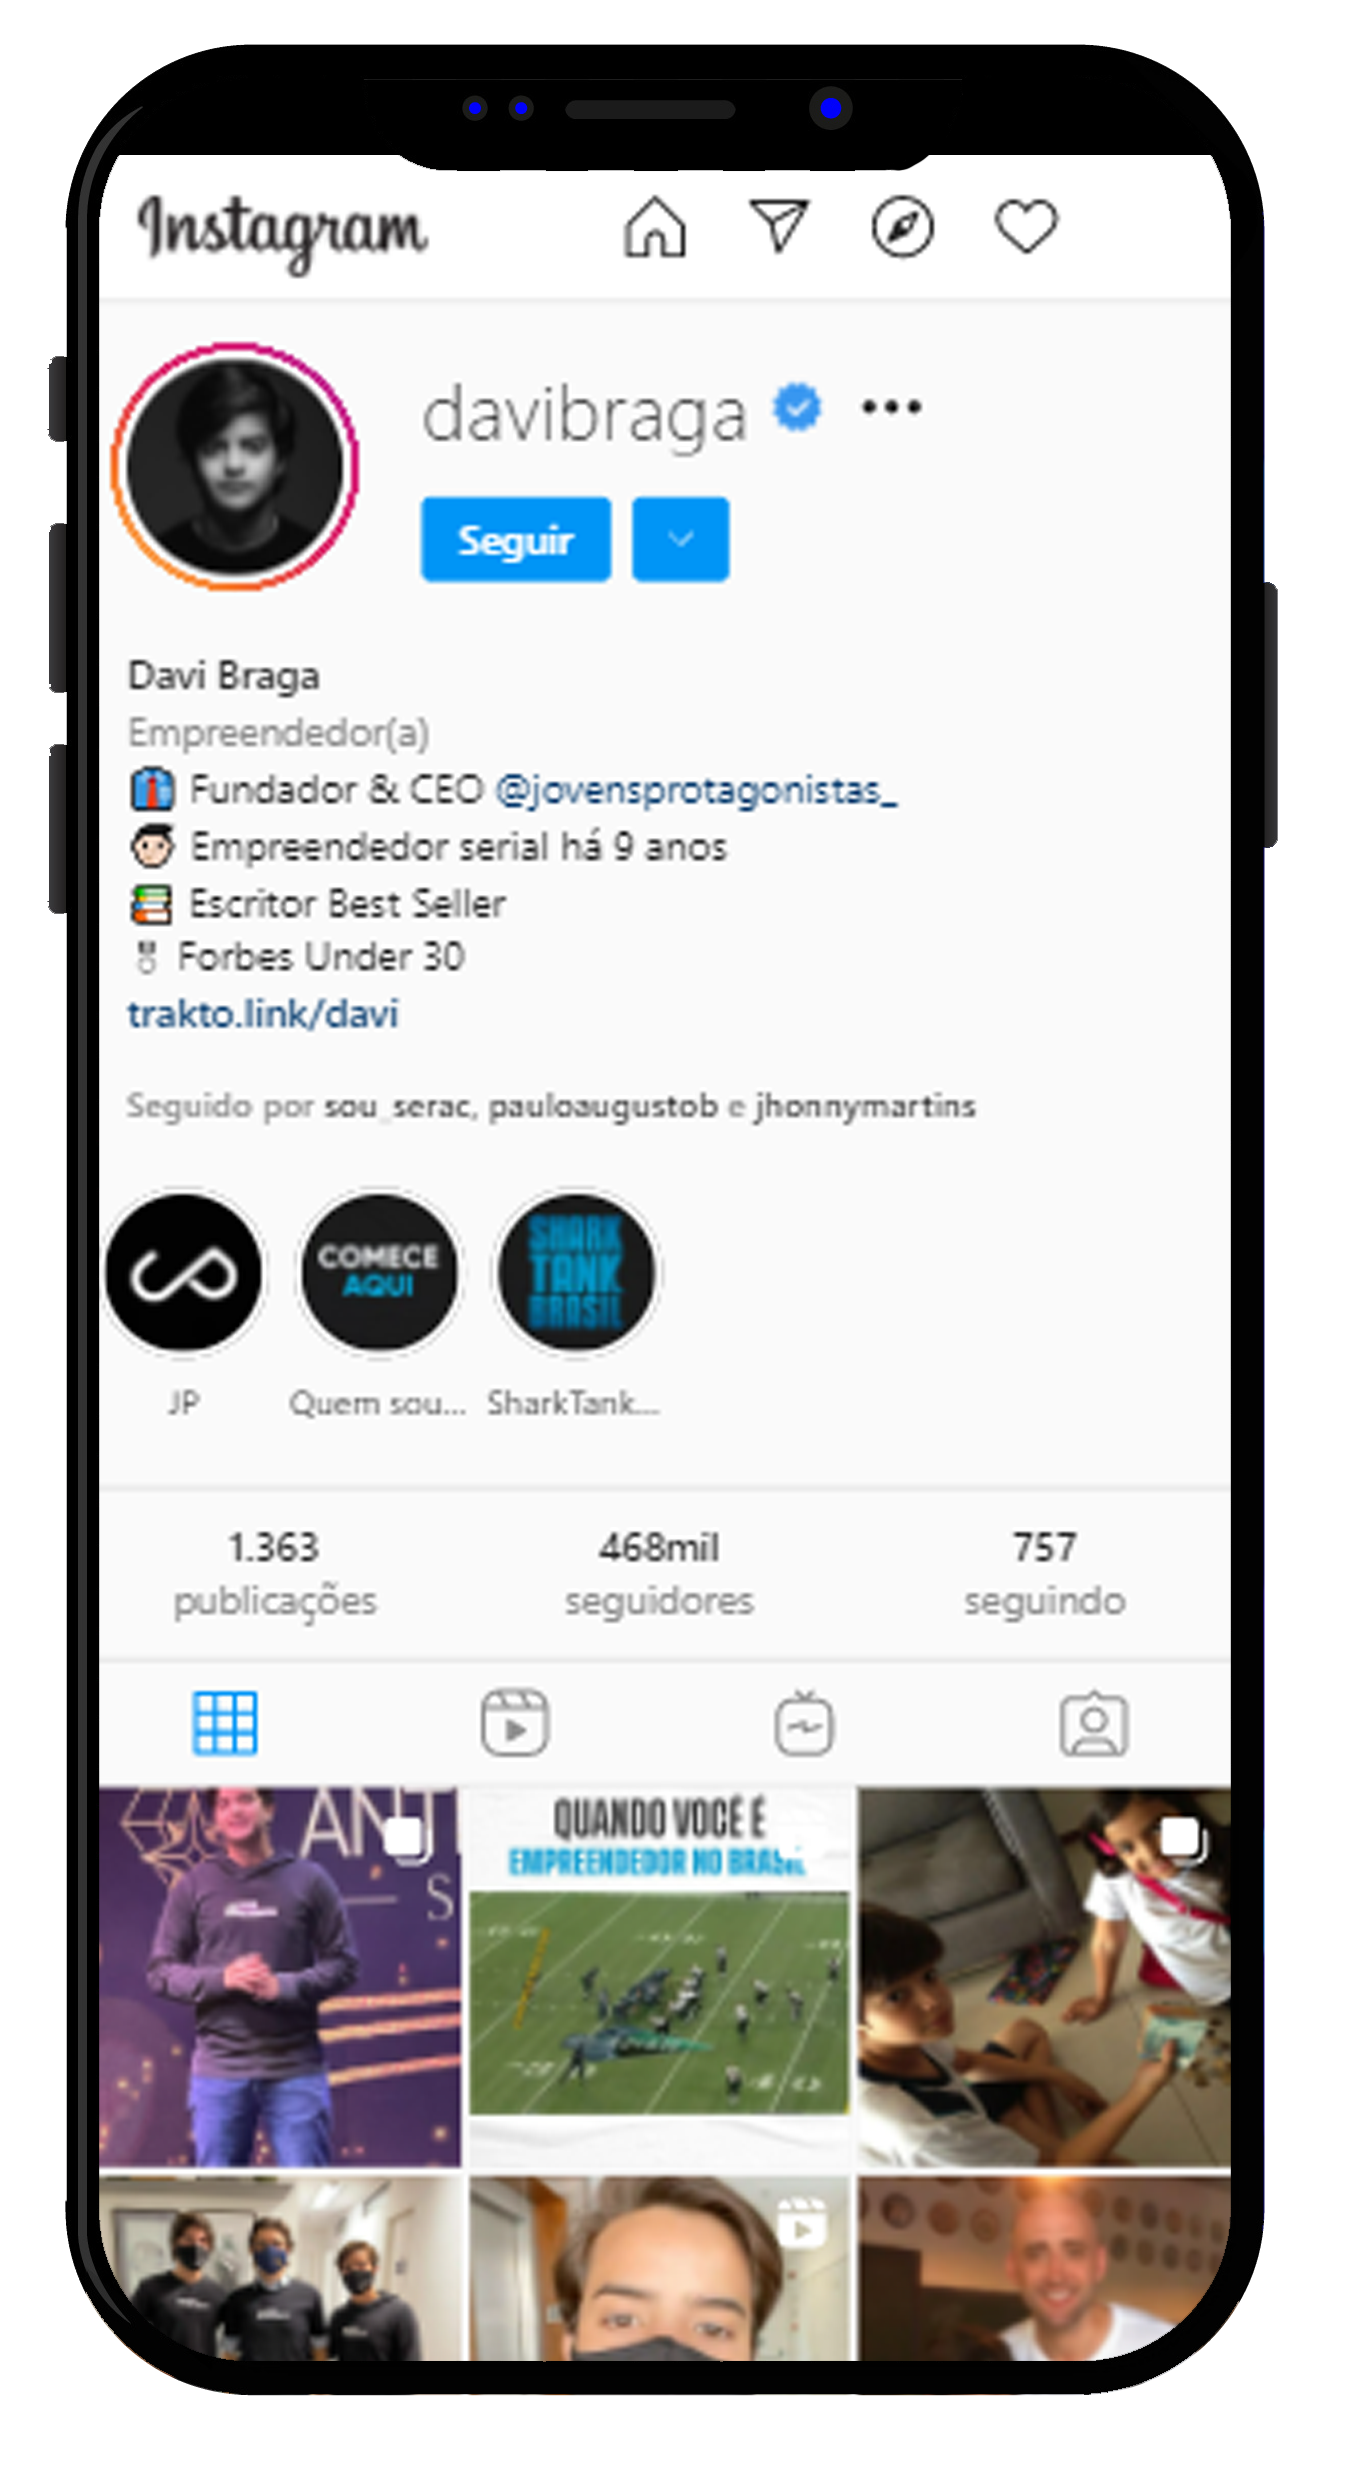 Instagram
davibraga
Seguir
Davi Braga
Empreendedor(a)
Fundador & CEO @jovensprotagonistas_
Empreendedor serial há 9 anos
Escritor Best Seller
Forbes Under 30
trakto.link/davi
Seguido por sou_serac, pauloaugustob e jhonnymartins
COMECE
AQUI
SHARK
TANK
BRASIL
JP Quem sou... SharkTank...
1.363 468mil 757
publicações seguidores seguindo
ANT
S
QUANDO VOCÊ É
EMPREENDEDOR NO BRASIL